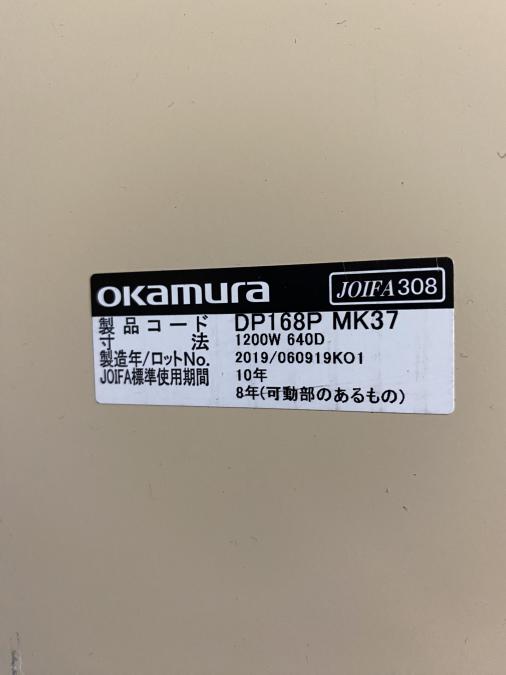 okamura JOIFA308
製品コード DP168P MK37
寸法 1200W 640D
製造年/ロットNo. 2019/060919K01
JOIFA標準使用期間 10年
8年(可動部のあるもの)